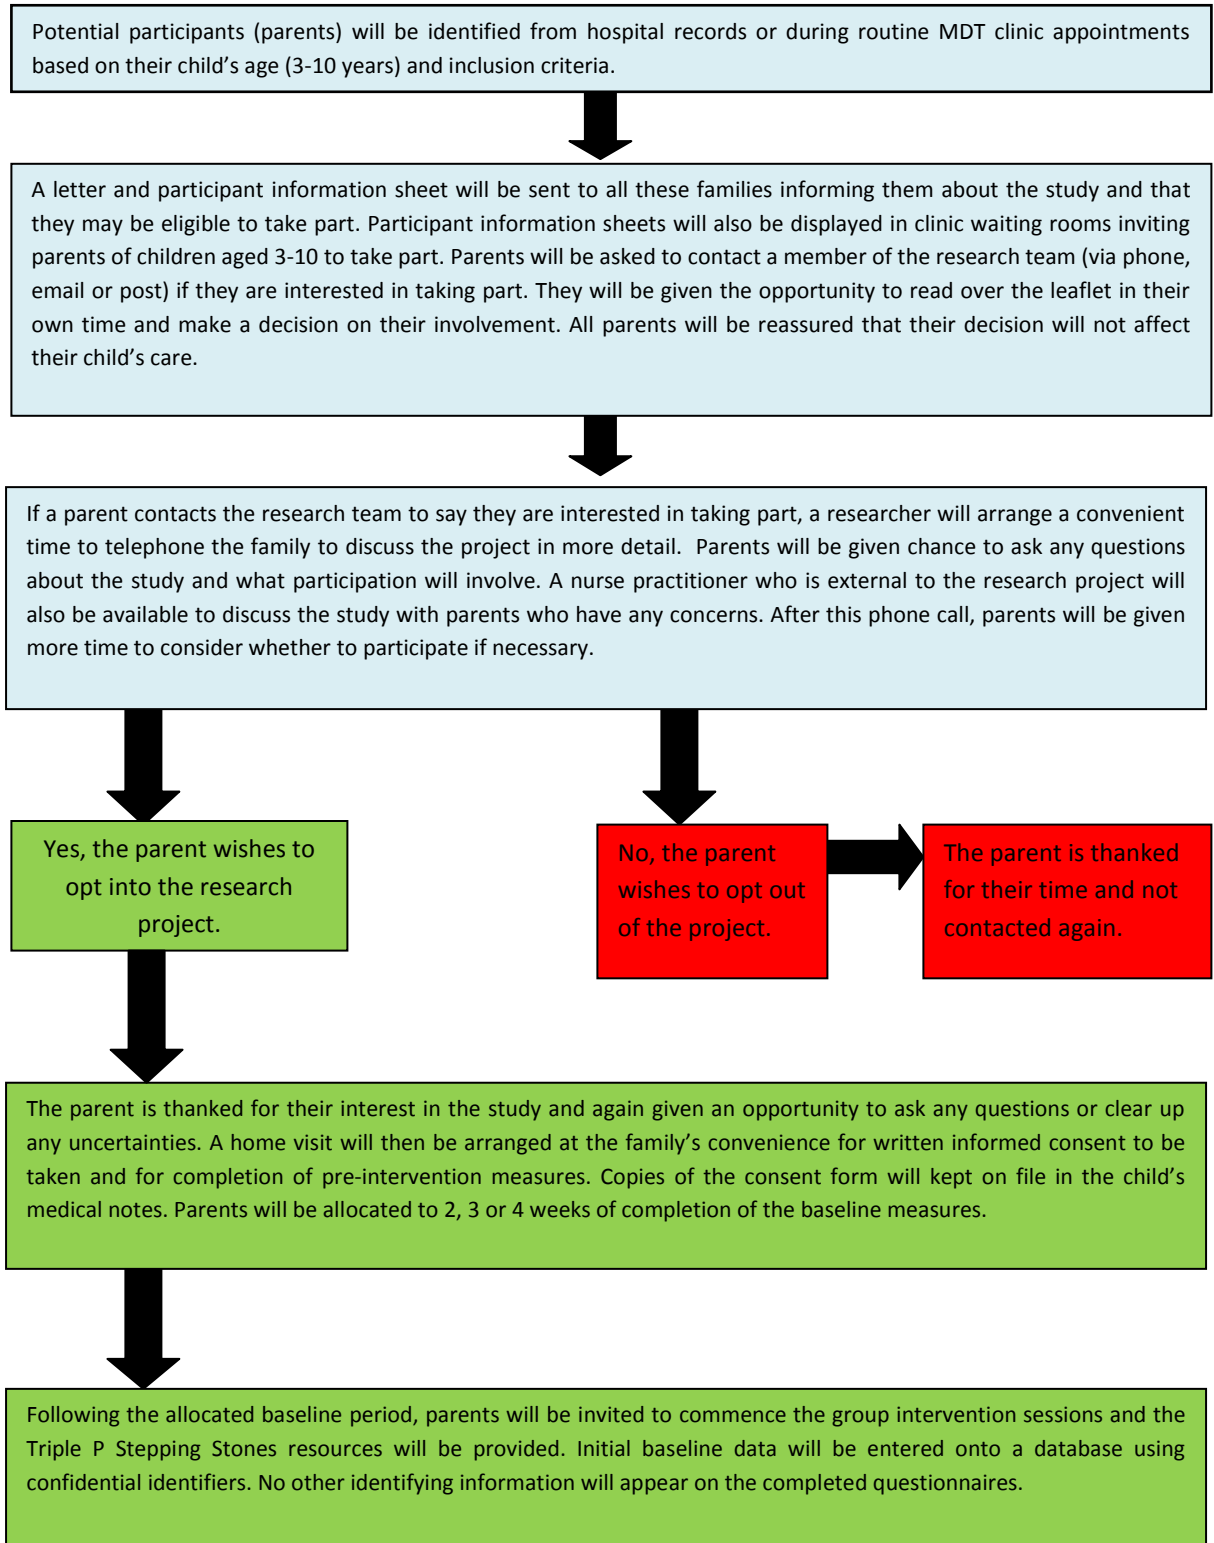 Potential participants (parents) will be identified from hospital records or during routine MDT clinic appointments
based on their child’s age (3-10 years) and inclusion criteria.
A letter and participant information sheet will be sent to all these families informing them about the study and that
they may be eligible to take part. Participant information sheets will also be displayed in clinic waiting rooms inviting
parents of children aged 3-10 to take part. Parents will be asked to contact a member of the research team (via phone,
email or post) if they are interested in taking part. They will be given the opportunity to read over the leaflet in their
own time and make a decision on their involvement. All parents will be reassured that their decision will not affect
their child’s care.
If a parent contacts the research team to say they are interested in taking part, a researcher will arrange a convenient
time to telephone the family to discuss the project in more detail. Parents will be given chance to ask any questions
about the study and what participation will involve. A nurse practitioner who is external to the research project will
also be available to discuss the study with parents who have any concerns. After this phone call, parents will be given
more time to consider whether to participate if necessary.
Yes, the parent wishes to
opt into the research
project.
No, the parent
wishes to opt out
of the project.
The parent is thanked
for their time and not
contacted again.
The parent is thanked for their interest in the study and again given an opportunity to ask any questions or clear up
any uncertainties. A home visit will then be arranged at the family’s convenience for written informed consent to be
taken and for completion of pre-intervention measures. Copies of the consent form will kept on file in the child’s
medical notes. Parents will be allocated to 2, 3 or 4 weeks of completion of the baseline measures.
Following the allocated baseline period, parents will be invited to commence the group intervention sessions and the
Triple P Stepping Stones resources will be provided. Initial baseline data will be entered onto a database using
confidential identifiers. No other identifying information will appear on the completed questionnaires.